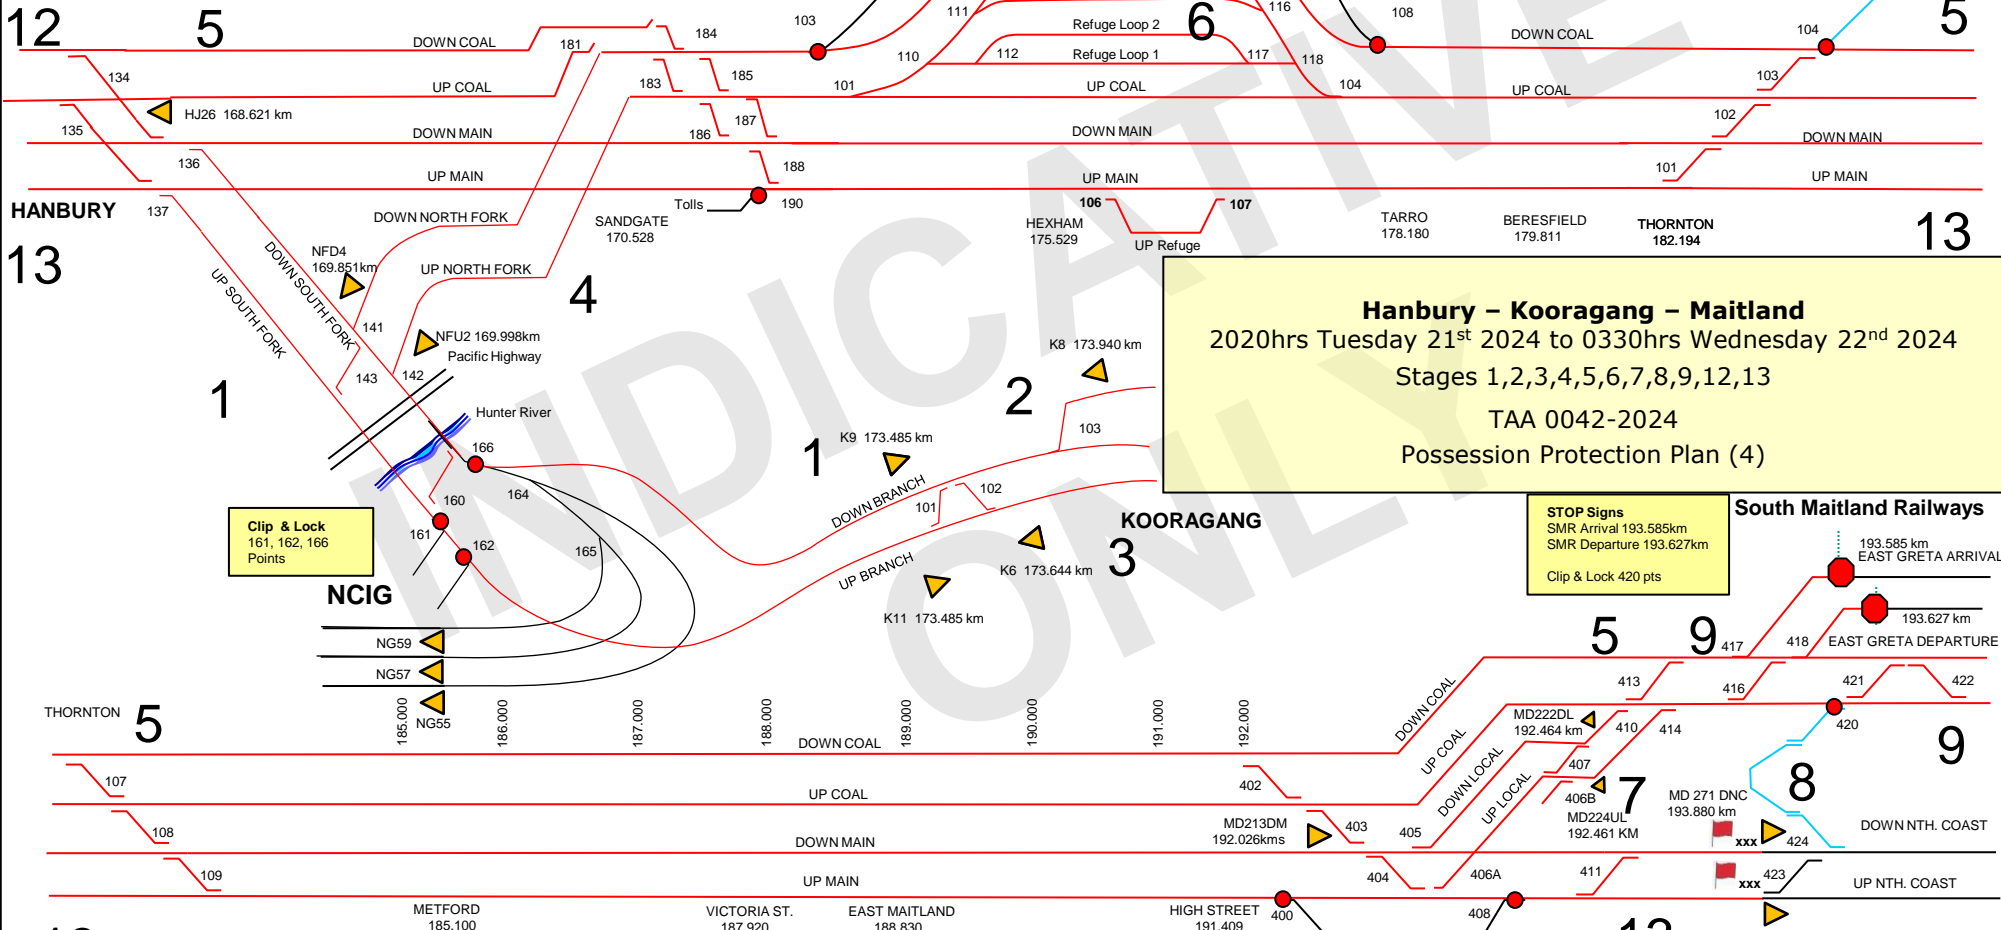 12
5
DOWN COAL
181
184
103
111
Refuge Loop 2
6
116
108
DOWN COAL
104
5
134
183
185
UP COAL
101
110
112
Refuge Loop 1
117
118
UP COAL
104
UP COAL
103
HJ26 168.621 km
135
DOWN MAIN
186
187
DOWN MAIN
102
DOWN MAIN
136
188
101
UP MAIN
UP MAIN
UP MAIN
HANBURY
137
DOWN NORTH FORK
Tolls
190
SANDGATE
170.528
106
107
HEXHAM
175.529
UP Refuge
TARRO
178.180
BERESFIELD
179.811
THORNTON
182.194
13
13
NFD4
169.851km
DOWN SOUTH FORK
UP SOUTH FORK
UP NORTH FORK
4
141
NFU2 169.998km
Pacific Highway
143
142
1
Hunter River
INDICATIVE
ONLY
Hanbury – Kooragang – Maitland
2020hrs Tuesday 21st 2024 to 0330hrs Wednesday 22nd 2024
Stages 1,2,3,4,5,6,7,8,9,12,13
TAA 0042-2024
Possession Protection Plan (4)
K8 173.940 km
2
103
K9 173.485 km
1
166
164
160
161
162
165
DOWN BRANCH
101
102
UP BRANCH
KOORAGANG
3
K6 173.644 km
K11 173.485 km
Clip & Lock
161, 162, 166
Points
NCIG
NG59
NG57
NG55
STOP Signs
SMR Arrival 193.585km
SMR Departure 193.627km
Clip & Lock 420 pts
South Maitland Railways
193.585 km
EAST GRETA ARRIVAL
193.627 km
EAST GRETA DEPARTURE
5
9
417
418
413
416
421
422
THORNTON
5
185.000
186.000
187.000
188.000
189.000
190.000
191.000
192.000
DOWN COAL
DOWN COAL
UP COAL
DOWN LOCAL
UP LOCAL
MD222DL
192.464 km
410
414
420
9
107
UP COAL
402
407
406B
7
MD224UL
192.461 KM
8
MD 271 DNC
193.880 km
108
DOWN MAIN
MD213DM
192.026kms
403
405
xxx
424
DOWN NTH. COAST
109
UP MAIN
404
406A
411
xxx
423
UP NTH. COAST
METFORD
185.100
VICTORIA ST.
187.920
EAST MAITLAND
188.830
HIGH STREET
191.409
400
408